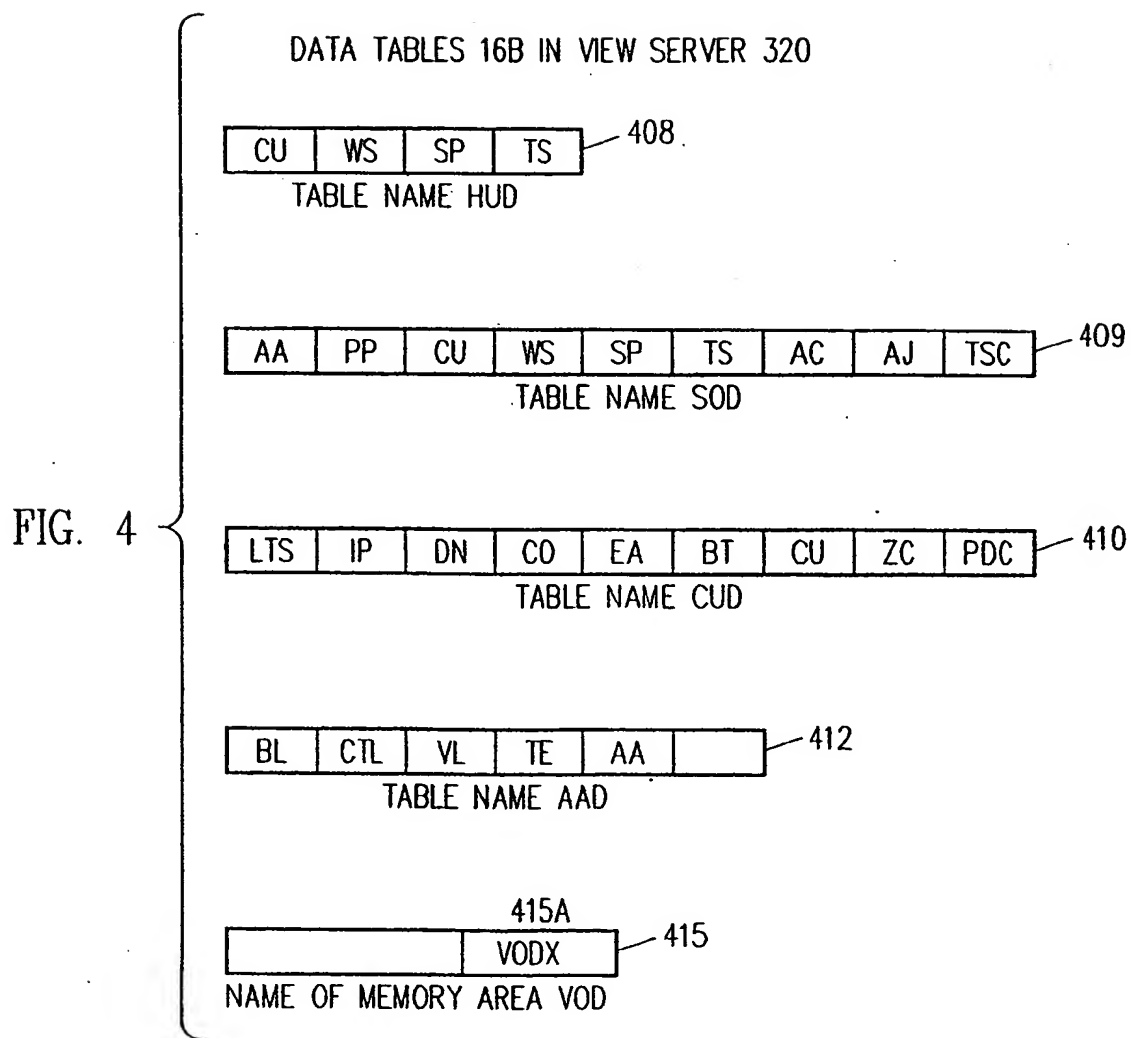 DATA TABLES 16B IN VIEW SERVER 320
CU WS SP TS 408
TABLE NAME HUD
AA PP CU WS SP TS AC AJ TSC 409
TABLE NAME SOD
FIG. 4
LTS IP DN CO EA BT CU ZC PDC 410
TABLE NAME CUD
BL CTL VL TE AA 412
TABLE NAME AAD
415A
VODX 415
NAME OF MEMORY AREA VOD